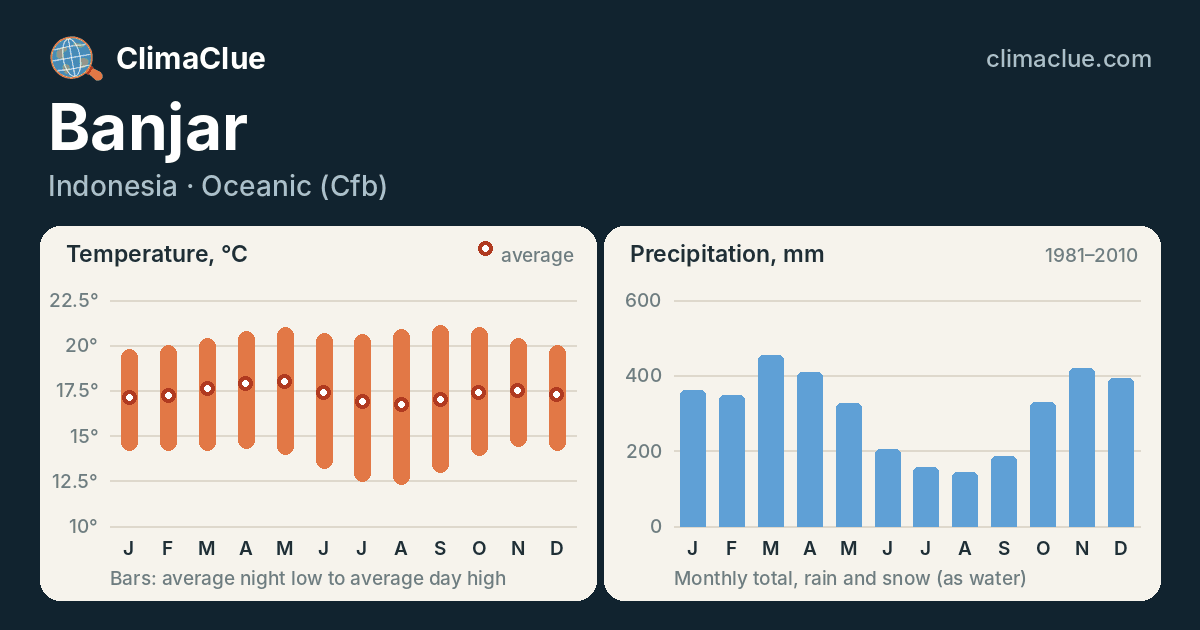 ClimaClue
climaclue.com
Banjar
Indonesia · Oceanic (Cfb)
Temperature, °C
average
22.5°
20°
17.5°
15°
12.5°
10°
J F M A M J J A S O N D
Bars: average night low to average day high
Precipitation, mm
1981–2010
600
400
200
0
J F M A M J J A S O N D
Monthly total, rain and snow (as water)